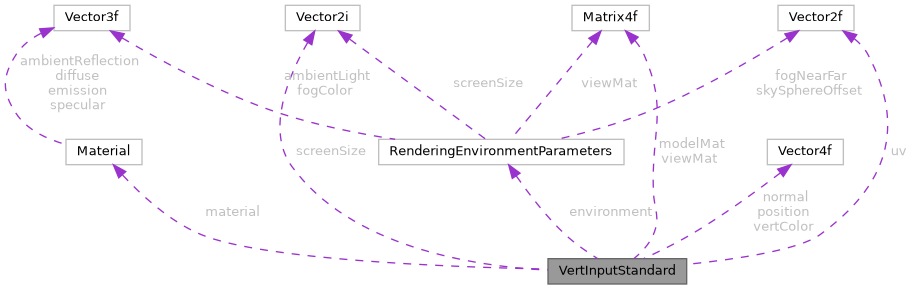 Vector3f
Vector2i
Matrix4f
Vector2f
ambientReflection
diffuse
emission
specular
ambientLight
fogColor
screenSize
viewMat
fogNearFar
skySphereOffset
Material
screenSize
RenderingEnvironmentParameters
modelMat
viewMat
Vector4f
uv
material
environment
normal
position
vertColor
VertInputStandard